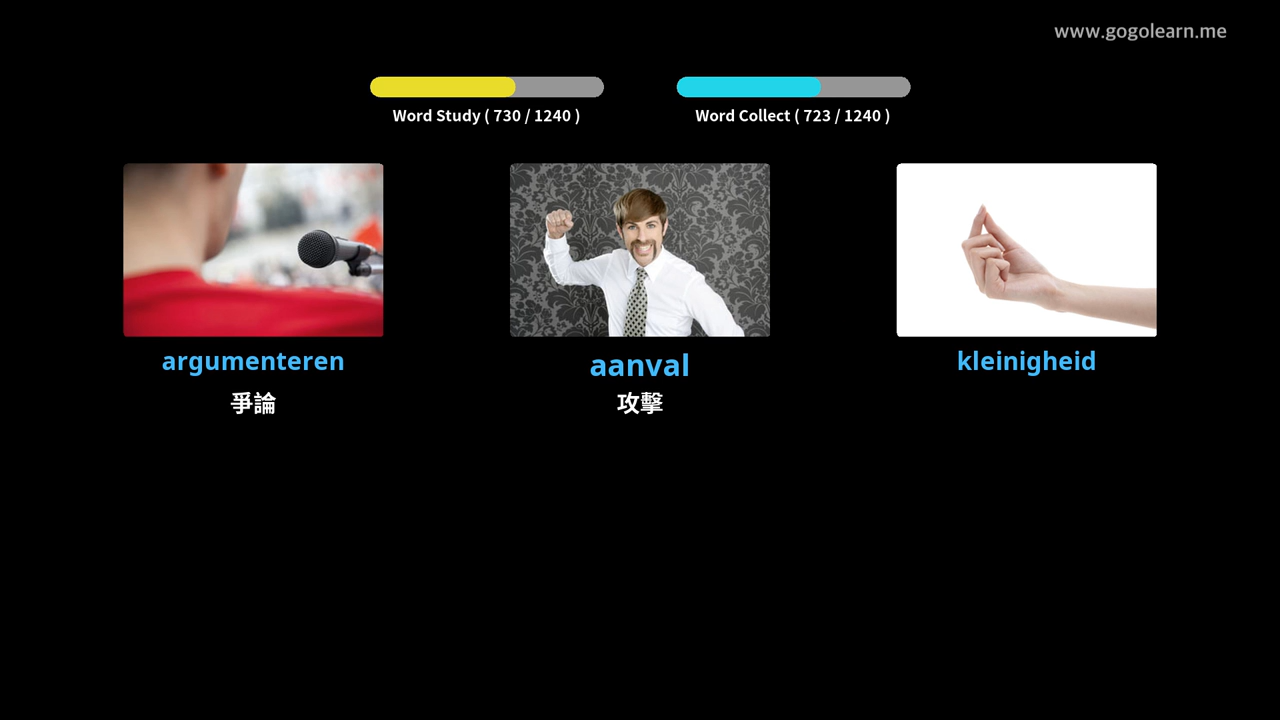 www.gogolearn.me
Word Study ( 730 / 1240 )
Word Collect ( 723 / 1240 )
argumenteren
aanval
kleinigheid
爭論
攻擊